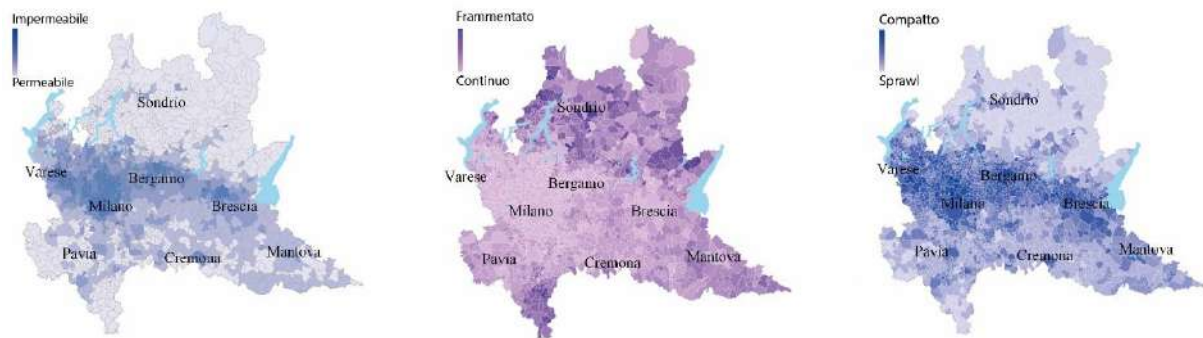 Impermeabile
Permeabile
Sondrio
Varese
Bergamo
Milano
Brescia
Pavia
Cremona
Mantova
Frammentato
Continuo
Sondrio
Varese
Bergamo
Milano
Brescia
Pavia
Cremona
Mantova
Compatto
Sprawl
Sondrio
Varese
Bergamo
Milano
Brescia
Pavia
Cremona
Mantova